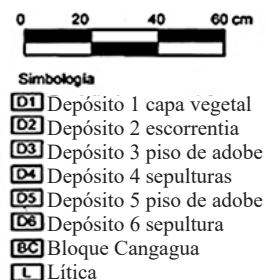 0 20 40 60 cm
Simbología
D1 Depósito 1 capa vegetal
D2 Depósito 2 escorrentia
D3 Depósito 3 piso de adobe
D4 Depósito 4 sepulturas
D5 Depósito 5 piso de adobe
D6 Depósito 6 sepultura
BC Bloque Cangagua
L Lítica